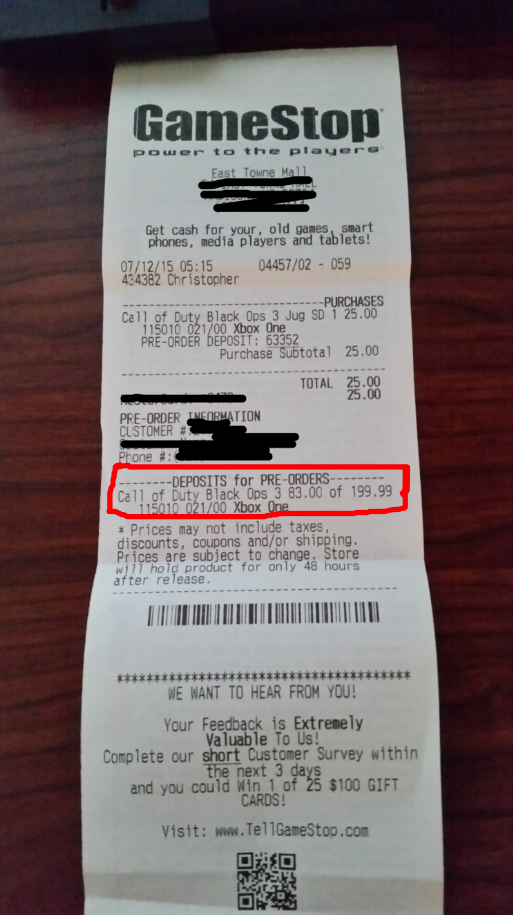 GameStop
power to the players
East Towne Mall
Get cash for your, old games, smart
phones, media players and tablets!
07/12/15 05:15 04457/02 - 059
434382 Christopher
-----------------------PURCHASES
Call of Duty Black Ops 3 Jug SD 1 25.00
115010 021/00 Xbox One
PRE-ORDER DEPOSIT: 63352
Purchase Subtotal 25.00
TOTAL 25.00
25.00
PRE-ORDER INFORMATION
CUSTOMER #:
Phone #:
-------DEPOSITS for PRE-ORDERS-------
Call of Duty Black Ops 3 83.00 of 199.99
115010 021/00 Xbox One
* Prices may not include taxes,
discounts, coupons and/or shipping.
Prices are subject to change. Store
will hold product for only 48 hours
after release.
****************************************
WE WANT TO HEAR FROM YOU!
Your Feedback is Extremely
Valuable To Us!
Complete our short Customer Survey within
the next 3 days
and you could Win 1 of 25 $100 GIFT
CARDS!
Visit: www.TellGameStop.com